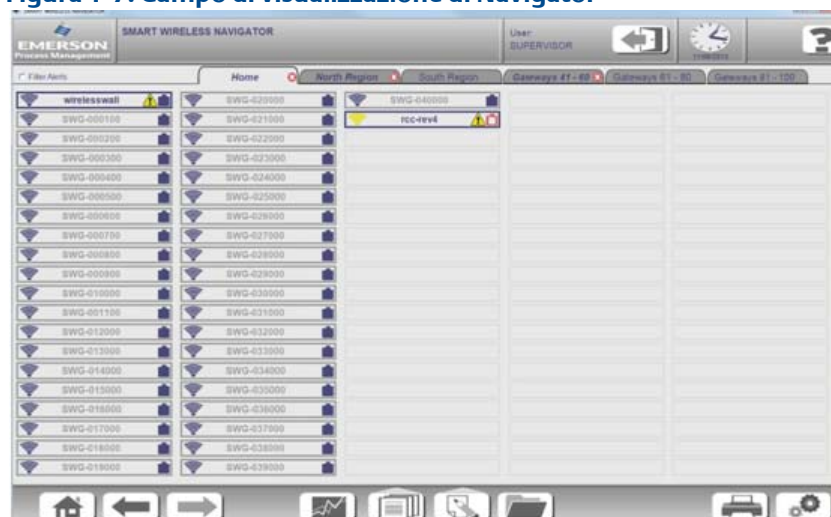 Figura 1-7. Campo di visualizzazione di Navigator
SMART WIRELESS NAVIGATOR
EMERSON
Process Management
User:
SUPERVISOR
Filter Alerts
Home
North Region
South Region
Gateways 41 - 60
Gateways 61 - 80
Gateways 81 - 100
wirelesswall
SWG-020000
SWG-040000
SWG-000100
SWG-021000
rcc-rev4
SWG-000200
SWG-022000
SWG-000300
SWG-023000
SWG-000400
SWG-024000
SWG-000500
SWG-025000
SWG-000600
SWG-026000
SWG-000700
SWG-027000
SWG-000800
SWG-028000
SWG-000900
SWG-029000
SWG-010000
SWG-030000
SWG-001100
SWG-031000
SWG-012000
SWG-032000
SWG-013000
SWG-033000
SWG-014000
SWG-034000
SWG-015000
SWG-035000
SWG-016000
SWG-036000
SWG-017000
SWG-037000
SWG-018000
SWG-038000
SWG-019000
SWG-039000